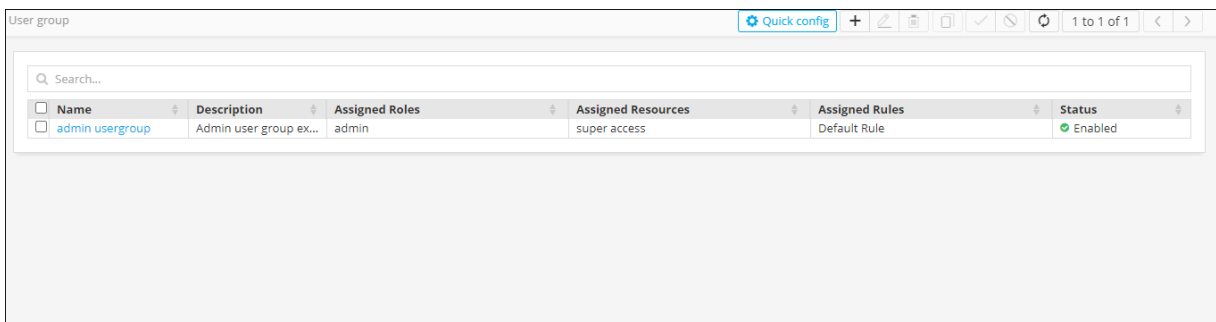 User group
Quick config
1 to 1 of 1
Search...
Name Description Assigned Roles Assigned Resources Assigned Rules Status
admin usergroup Admin user group ex... admin super access Default Rule Enabled